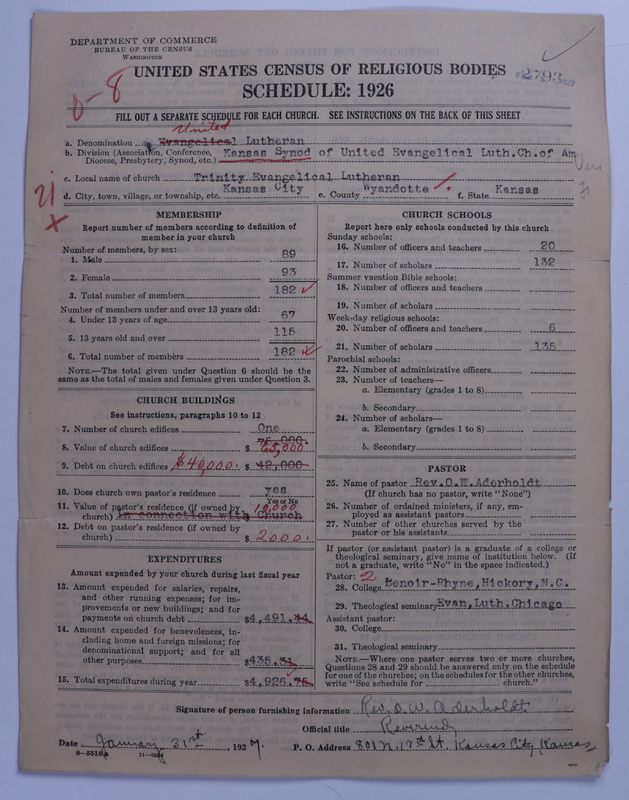 DEPARTMENT OF COMMERCE
BUREAU OF THE CENSUS
WASHINGTON
UNITED STATES CENSUS OF RELIGIOUS BODIES
2793
SCHEDULE: 1926
0-8
FILL OUT A SEPARATE SCHEDULE FOR EACH CHURCH. SEE INSTRUCTIONS ON THE BACK OF THIS SHEET
United
a. Denomination Evangelical Lutheran
b. Division (Association, Conference, Diocese, Presbytery, Synod, etc.) Kansas Synod of United Evangelical Luth.Ch.of Am
c. Local name of church Trinity Evangelical Lutheran
d. City, town, village, or township, etc. Kansas City e. County Wyandotte f. State Kansas
MEMBERSHIP
Report number of members according to definition of
member in your church
Number of members, by sex:
1. Male 89
2. Female 93
3. Total number of members 182
Number of members under and over 13 years old:
4. Under 13 years of age 67
5. 13 years old and over 115
6. Total number of members 182
NOTE.—The total given under Question 6 should be the
same as the total of males and females given under Question 3.
CHURCH BUILDINGS
See instructions, paragraphs 10 to 12
7. Number of church edifices One
8. Value of church edifices $ 75,000. 65,000
9. Debt on church edifices $40,000. $ 42,000
10. Does church own pastor's residence yes
Yes or No
11. Value of pastor's residence (if owned by
church) In connection with Church 10,000
12. Debt on pastor's residence (if owned by
church) $ 2000.
EXPENDITURES
Amount expended by your church during last fiscal year
13. Amount expended for salaries, repairs,
and other running expenses; for im-
provements or new buildings; and for
payments on church debt $4,491.44
14. Amount expended for benevolences, in-
cluding home and foreign missions; for
denominational support; and for all
other purposes $435.31
15. Total expenditures during year $4,926.75
CHURCH SCHOOLS
Report here only schools conducted by this church
Sunday schools:
16. Number of officers and teachers 20
17. Number of scholars 132
Summer vacation Bible schools:
18. Number of officers and teachers
19. Number of scholars
Week-day religious schools:
20. Number of officers and teachers 6
21. Number of scholars 135
Parochial schools:
22. Number of administrative officers
23. Number of teachers—
a. Elementary (grades 1 to 8)
b. Secondary
24. Number of scholars—
a. Elementary (grades 1 to 8)
b. Secondary
PASTOR
25. Name of pastor Rev.O.W.Aderholdt
(If church has no pastor, write "None")
26. Number of ordained ministers, if any, em-
ployed as assistant pastors
27. Number of other churches served by the
pastor or his assistants
If pastor (or assistant pastor) is a graduate of a college or
theological seminary, give name of institution below. (If
not a graduate, write "No" in the space indicated.)
Pastor: 2
28. College Lenoir-Rhyne,Hickory,N.C.
29. Theological seminary Evan.Luth.Chicago
Assistant pastor:
30. College
31. Theological seminary
NOTE.—Where one pastor serves two or more churches,
Questions 28 and 29 should be answered only on the schedule
for one of the churches; on the schedules for the other churches,
write "See schedule for church."
Signature of person furnishing information Rev. O. W. Aderholdt
Official title Reverend
Date January 31st, 1927. P. O. Address 801 N. 17th St. Kansas City Kansas